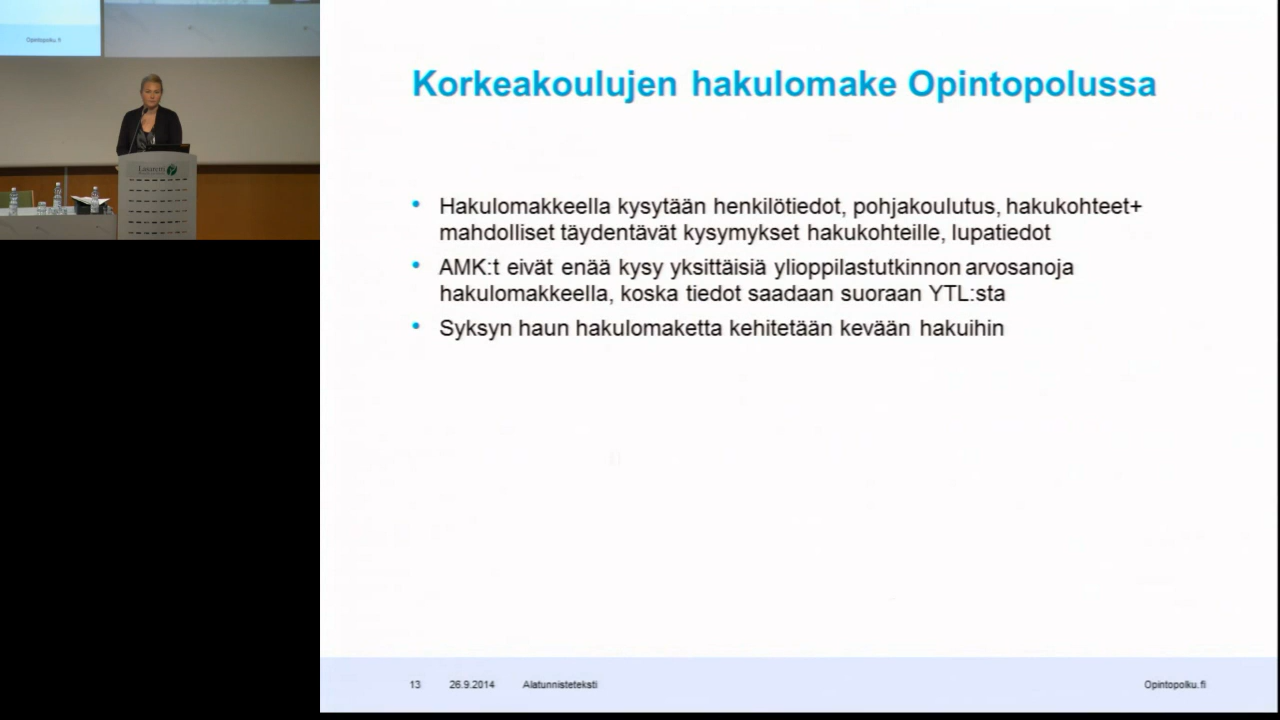 Opintopolku.fi
Korkeakoulujen hakulomake Opintopolussa
• Hakulomakkeella kysytään henkilötiedot, pohjakoulutus, hakukohteet+
mahdolliset täydentävät kysymykset hakukohteille, lupatiedot
• AMK:t eivät enää kysy yksittäisiä ylioppilastutkinnon arvosanoja
hakulomakkeella, koska tiedot saadaan suoraan YTL:sta
• Syksyn haun hakulomaketta kehitetään kevään hakuihin
13 26.9.2014 Alatunnisteteksti Opintopolku.fi